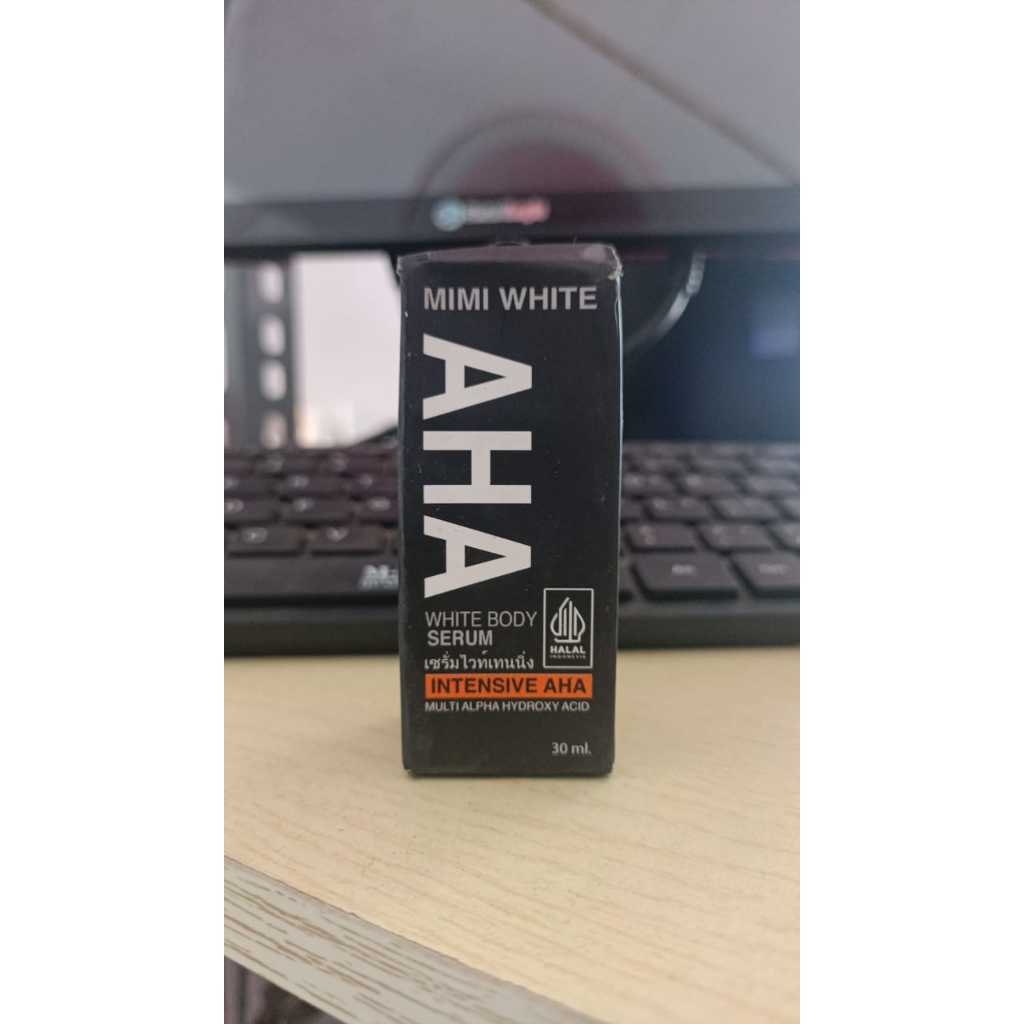 MIMI WHITE
AHA
WHITE BODY
SERUM
HALAL
INDONESIA
เซรั่มไวท์เทนนิ่ง
INTENSIVE AHA
MULTI ALPHA HYDROXY ACID
30 ml.